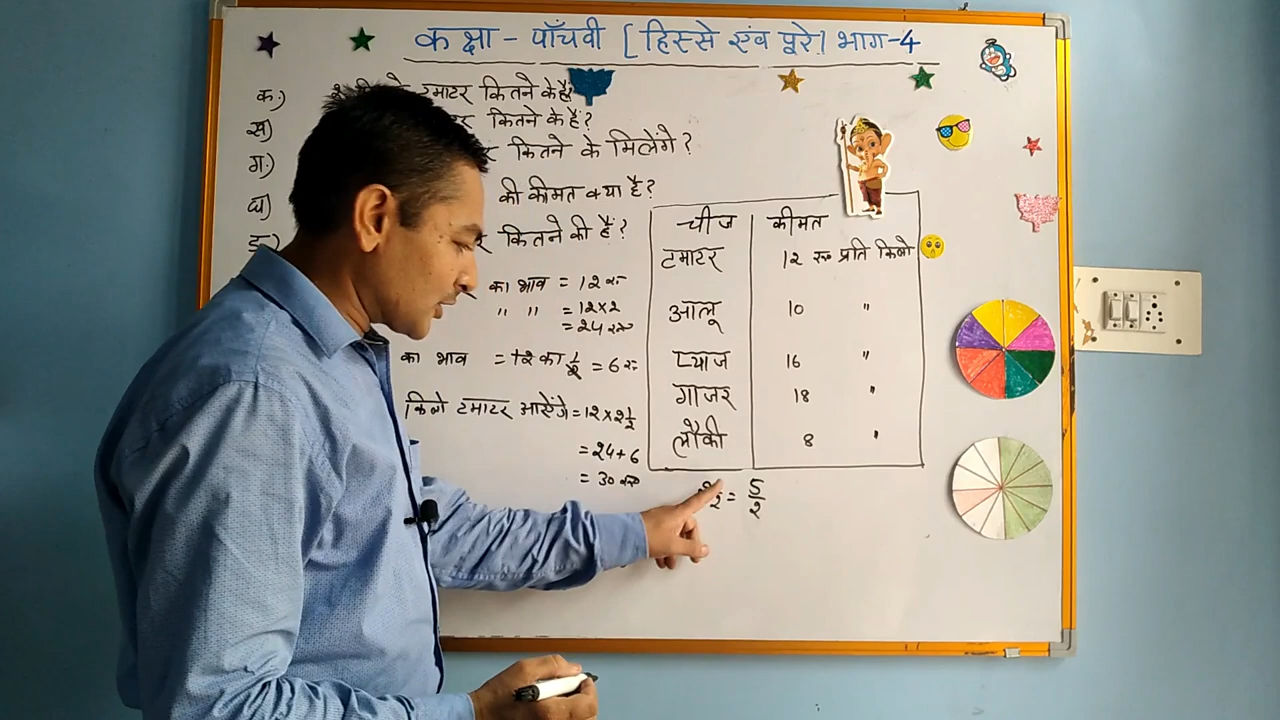 कक्षा - पाँचवी [ हिस्से एंव पूरे ] भाग-4
क.) टमाटर कितने के हैं?
ख) कितने के हैं?
ग.) कितने के मिलेगे ?
घ) की कीमत क्या है?
ड़) कितने की हैं ?
चीज कीमत
टमाटर 12 रू प्रति किलो
आलू 10 "
प्याज 16 "
गाजर 18 "
लौकी 8 "
का भाव = 12 रू
" " = 12×2
= 24 रू
का भाव = 12 का 1/2 = 6 रू
किलो टमाटर आऐंगे = 12×2 1/2
= 24+6
= 30 रू
= 5/2